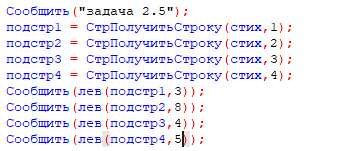 Сообщить("задача 2.5");
подстр1 = СтрПолучитьСтроку(стих,1);
подстр2 = СтрПолучитьСтроку(стих,2);
подстр3 = СтрПолучитьСтроку(стих,3);
подстр4 = СтрПолучитьСтроку(стих,4);
Сообщить(лев(подстр1,3));
Сообщить(лев(подстр2,8));
Сообщить(лев(подстр3,4));
Сообщить(лев(подстр4,5));